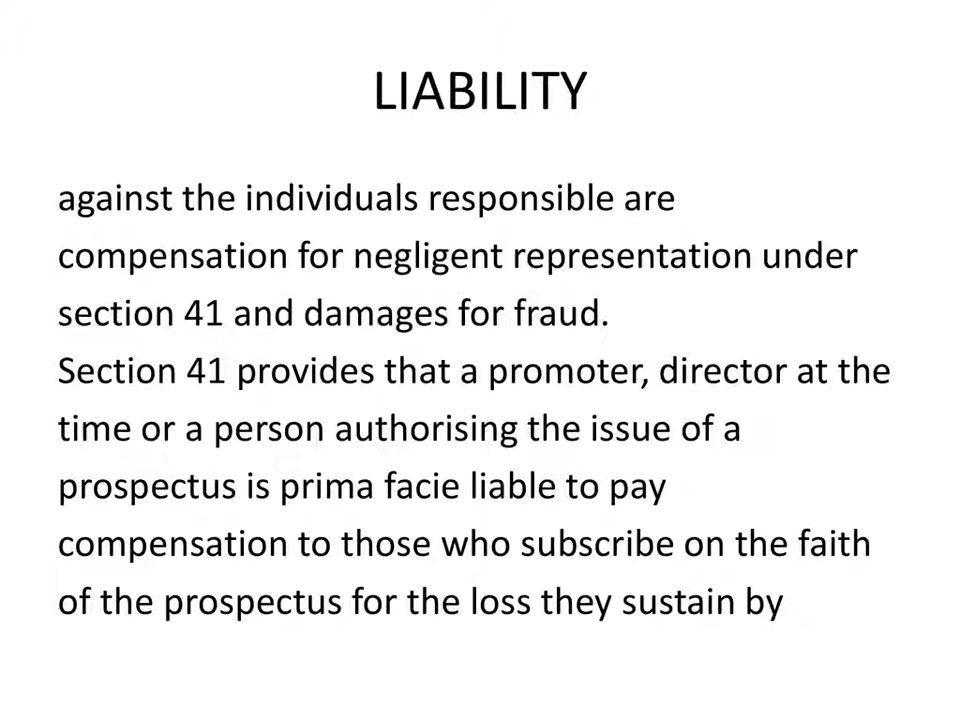 LIABILITY
against the individuals responsible are
compensation for negligent representation under
section 41 and damages for fraud.
Section 41 provides that a promoter, director at the
time or a person authorising the issue of a
prospectus is prima facie liable to pay
compensation to those who subscribe on the faith
of the prospectus for the loss they sustain by